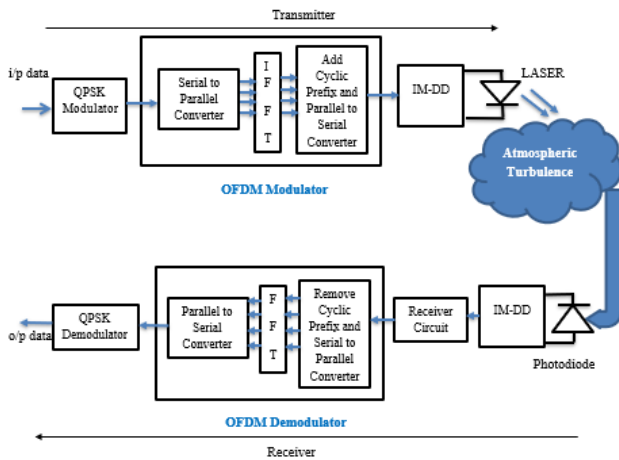 Transmitter
i/p data
QPSK
Modulator
Serial to
Parallel
Converter
I
F
F
T
Add
Cyclic
Prefix and
Parallel to
Serial
Converter
IM-DD
LASER
Atmospheric
Turbulence
OFDM Modulator
o/p data
QPSK
Demodulator
Parallel to
Serial
Converter
F
F
T
Remove
Cyclic
Prefix and
Serial to
Parallel
Converter
Receiver
Circuit
IM-DD
Photodiode
OFDM Demodulator
Receiver